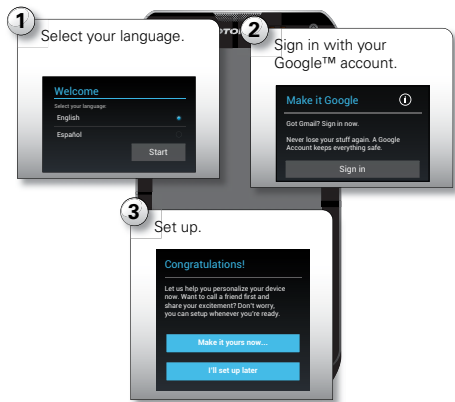 1
Select your language.
Welcome
Select your language:
English
Español
Start
2
Sign in with your
Google™ account.
Make it Google
Got Gmail? Sign in now.
Never lose your stuff again. A Google
Account keeps everything safe.
Sign in
3
Set up.
Congratulations!
Let us help you personalize your device
now. Want to call a friend first and
share your excitement? Don't worry,
you can setup whenever you're ready.
Make it yours now...
I'll set up later